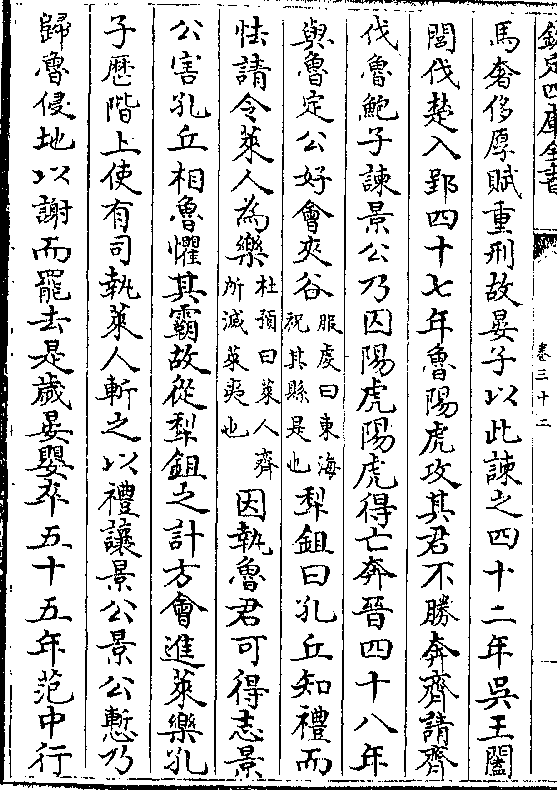 欽定四庫全書
卷三十二
馬奢侈厚賦重刑故晏子以此諫之四十二年吳王闔
閭伐楚入郢四十七年魯陽虎攻其君不勝奔齊請齊
伐魯鮑子諫景公乃囚陽虎陽虎得亡奔晉四十八年
與魯定公好會夾谷服虔曰東海祝其縣是也犁鉏曰孔丘知禮而
怯請令萊人為樂杜預曰萊人齊所滅萊夷也因執魯君可得志景
公害孔丘相魯懼其霸故從犁鉏之計方會進萊樂孔
子歷階上使有司執萊人斬之以禮讓景公景公慙乃
歸魯侵地以謝而罷去是歲晏嬰卒五十五年范中行